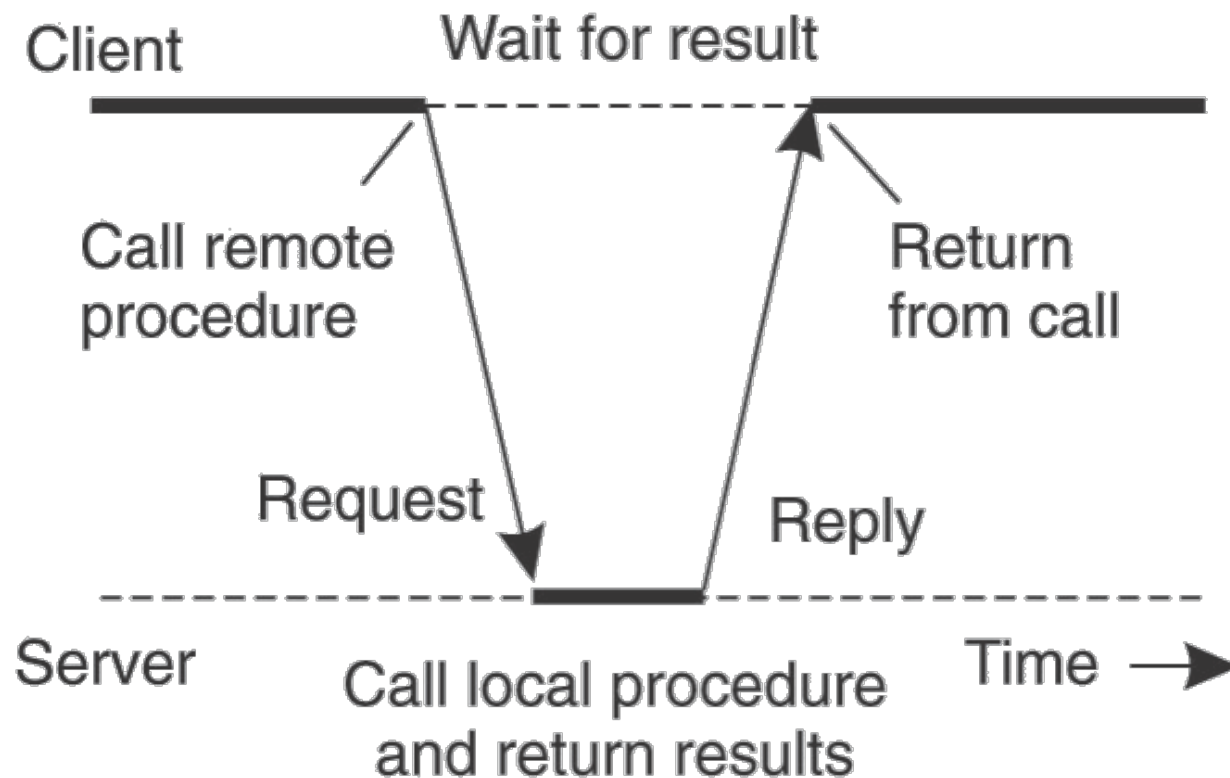 Client
Wait for result
Call remote
procedure
Return
from call
Request
Reply
Server
Call local procedure
and return results
Time